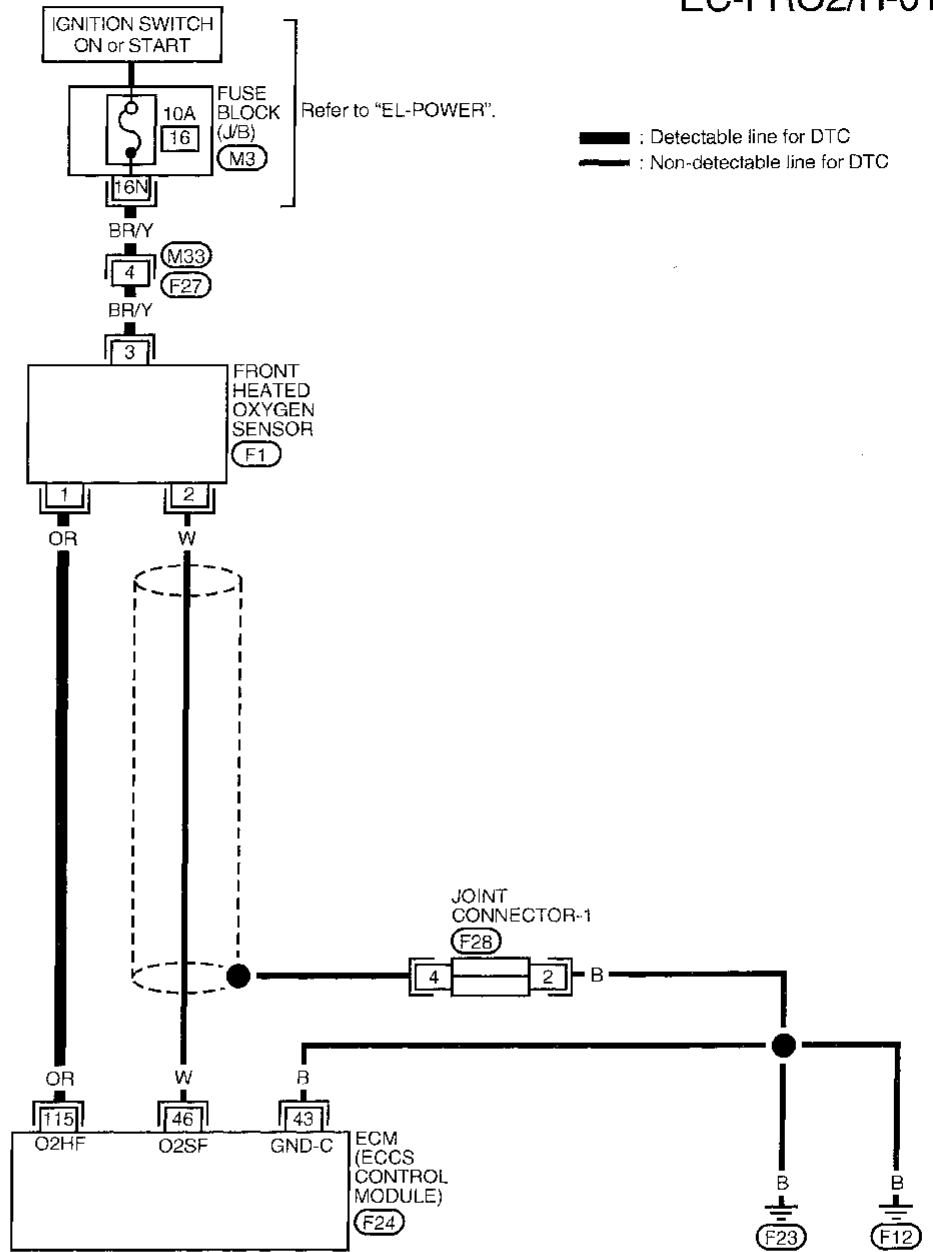 IGNITION SWITCH
ON or START
FUSE
BLOCK
(J/B)
M3
10A
16
Refer to "EL-POWER".
: Detectable line for DTC
: Non-detectable line for DTC
16N
BR/Y
4
M33
F27
BR/Y
3
FRONT
HEATED
OXYGEN
SENSOR
F1
1
2
OR
W
JOINT
CONNECTOR-1
F28
4
2
B
OR
W
B
115
46
43
O2HF
O2SF
GND-C
ECM
(ECCS
CONTROL
MODULE)
F24
B
B
F23
F12